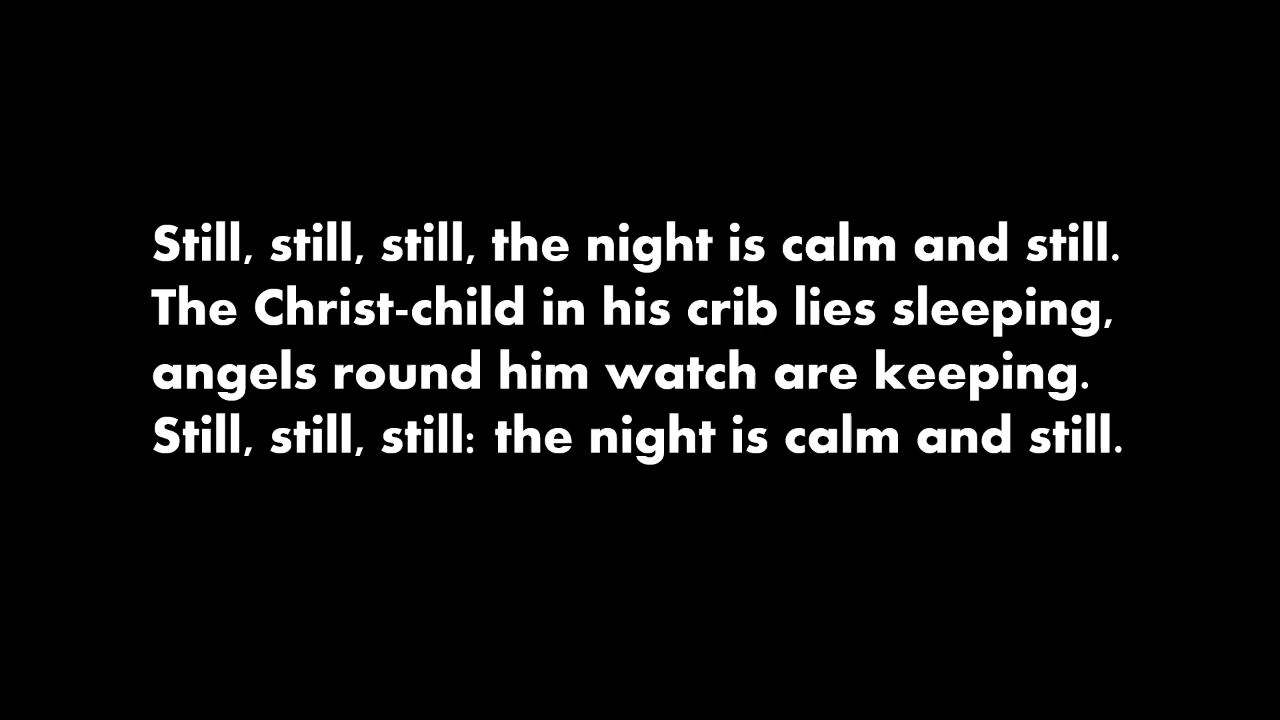 Still, still, still, the night is calm and still.
The Christ-child in his crib lies sleeping,
angels round him watch are keeping.
Still, still, still: the night is calm and still.